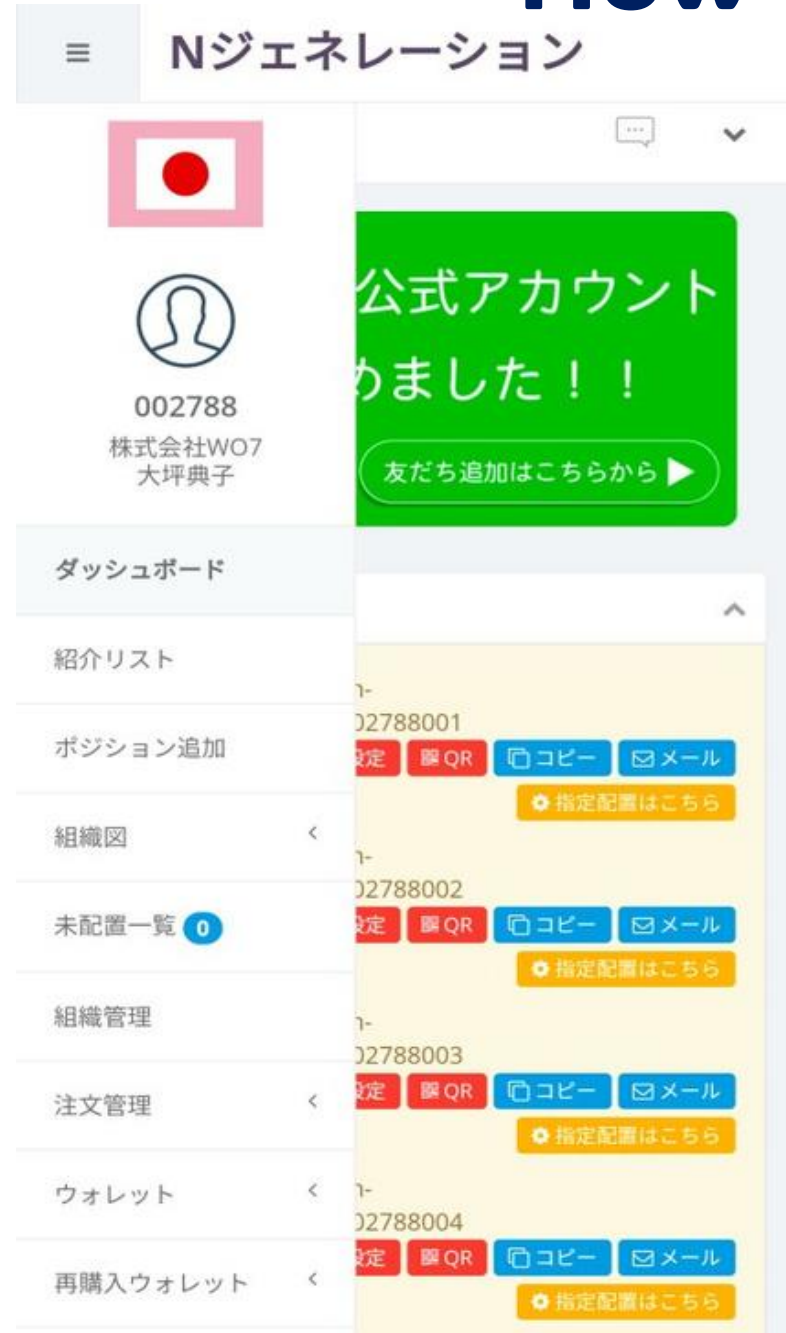 How
Nジェネレーション
公式アカウント
めました！！
友だち追加はこちらから
002788
株式会社WO7
大坪典子
ダッシュボード
紹介リスト
ポジション追加
組織図
未配置一覧 0
組織管理
注文管理
ウォレット
再購入ウォレット
n-
02788001
設定 QR コピー メール
指定配置はこちら
n-
02788002
設定 QR コピー メール
指定配置はこちら
n-
02788003
設定 QR コピー メール
指定配置はこちら
n-
02788004
設定 QR コピー メール
指定配置はこちら